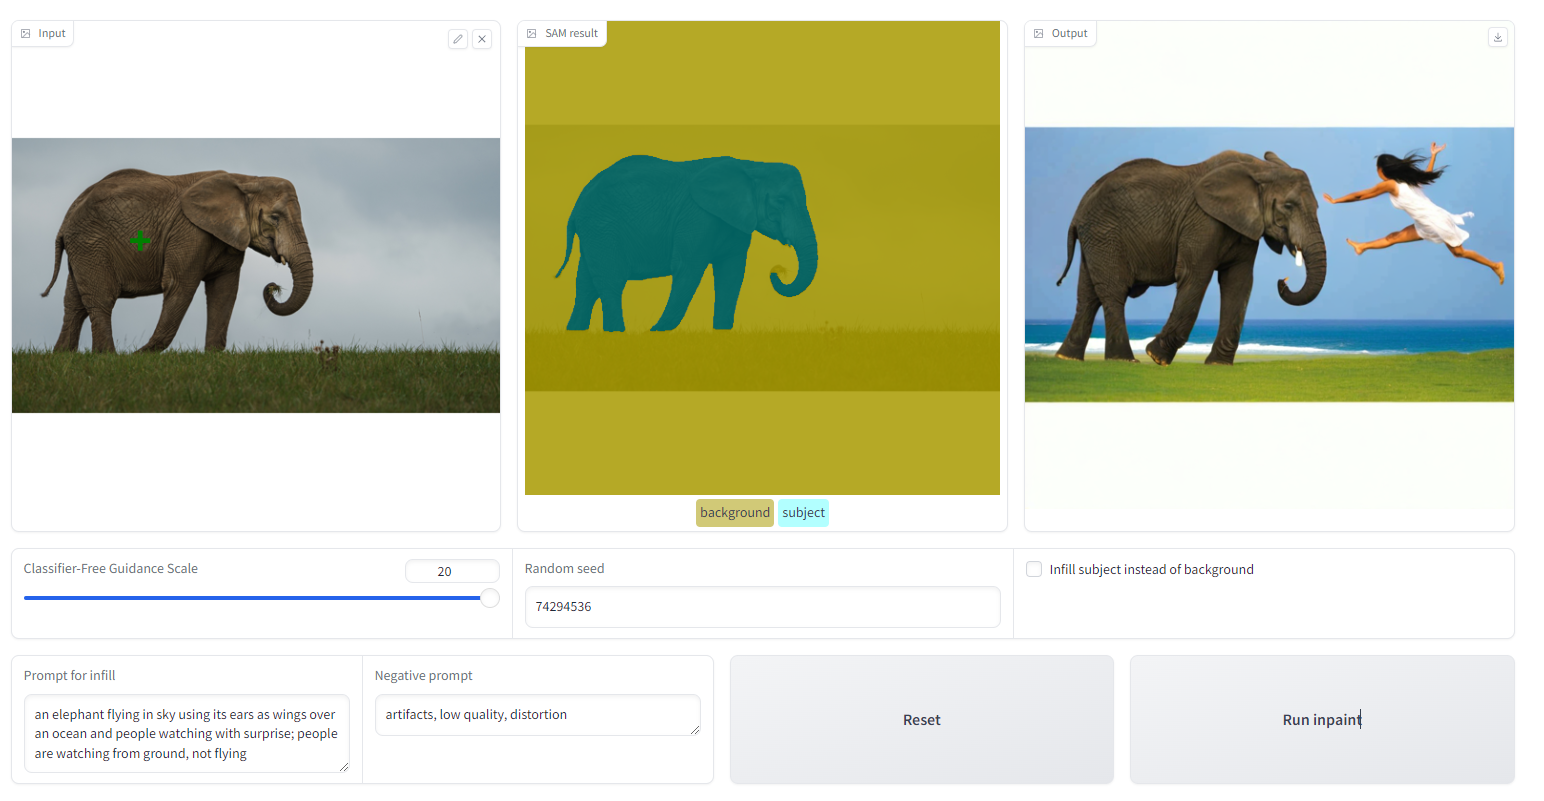 Input
SAM result
Output
background
subject
Classifier-Free Guidance Scale
20
Random seed
74294536
Infill subject instead of background
Prompt for infill
an elephant flying in sky using its ears as wings over
an ocean and people watching with surprise; people
are watching from ground, not flying
Negative prompt
artifacts, low quality, distortion
Reset
Run inpaint